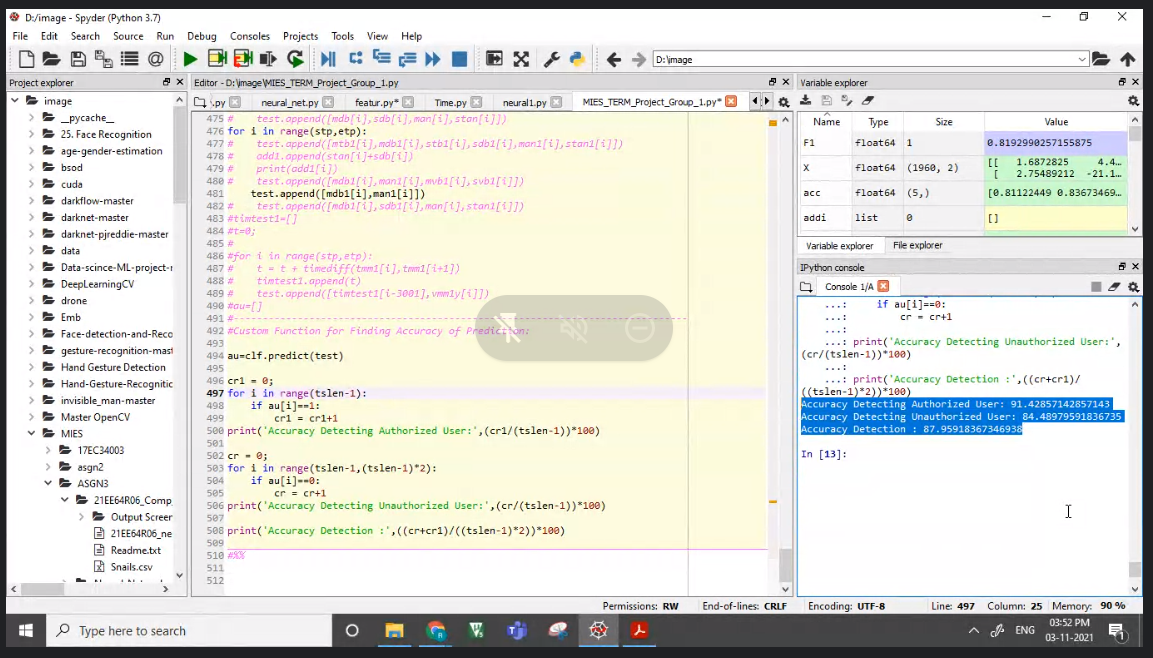 D:/image - Spyder (Python 3.7)
File Edit Search Source Run Debug Consoles Projects Tools View Help
D:\image
Project explorer
image
__pycache__
25. Face Recognition
age-gender-estimation
bsod
cuda
darkflow-master
darknet-master
darknet-pjreddie-master
data
Data-scince-ML-project-
DeepLearningCV
drone
Emb
Face-detection-and-Reco
gesture-recognition-mast
Hand Gesture Detection
Hand-Gesture-Recognitic
invisible_man-master
Master OpenCV
MIES
17EC34003
asgn2
ASGN3
21EE64R06_Comp
Output Screer
21EE64R06_ne
Readme.txt
Snails.csv
Editor - D:\image\MIES_TERM_Project_Group_1.py
.py neural_net.py featur.py* Time.py neural1.py MIES_TERM_Project_Group_1.py*
475 # test.append([mdb[i],sdb[i],man[i],stan[i]])
476 for i in range(stp,etp):
477 # test.append([mtb1[i],mdb1[i],stb1[i],sdb1[i],man1[i],stan1[i]])
478 # add1.append(stan[i]+sdb[i])
479 # print(add1[i])
480 # test.append([mdb1[i],man1[i],mvb1[i],svb1[i]])
481 test.append([mdb1[i],man1[i]])
482 # test.append([mdb1[i],sdb1[i],man[i],stan1[i]])
483 #timtest1=[]
484 #t=0;
485 #
486 #for i in range(stp,etp):
487 # t = t + timediff(tmm1[i],tmm1[i+1])
488 # timtest1.append(t)
489 # test.append([timtest1[i-3001],vmm1y[i]])
490 #au=[]
491 #-----------------------------------------------------------------------
492 #Custom Function for Finding Accuracy of Prediction:
493
494 au=clf.predict(test)
495
496 cr1 = 0;
497 for i in range(tslen-1):
498 if au[i]==1:
499 cr1 = cr1+1
500 print('Accuracy Detecting Authorized User:',(cr1/(tslen-1))*100)
501
502 cr = 0;
503 for i in range(tslen-1,(tslen-1)*2):
504 if au[i]==0:
505 cr = cr+1
506 print('Accuracy Detecting Unauthorized User:',(cr/(tslen-1))*100)
507
508 print('Accuracy Detection :',((cr+cr1)/((tslen-1)*2))*100)
509
510 #%%
511
512
Variable explorer
Name Type Size Value
F1 float64 1 0.8192990257155875
X float64 (1960, 2) [[ 1.6872825 4.4...
[ 2.75489212 -21.1...
acc float64 (5,) [0.81122449 0.83673469...
addi list 0 []
Variable explorer File explorer
IPython console
Console 1/A
...: if au[i]==0:
...: cr = cr+1
...:
...: print('Accuracy Detecting Unauthorized User:',
(cr/(tslen-1))*100)
...:
...: print('Accuracy Detection :',((cr+cr1)/
((tslen-1)*2))*100)
Accuracy Detecting Authorized User: 91.42857142857143
Accuracy Detecting Unauthorized User: 84.48979591836735
Accuracy Detection : 87.95918367346938
In [13]:
Permissions: RW End-of-lines: CRLF Encoding: UTF-8 Line: 497 Column: 25 Memory: 90 %
Type here to search
ENG
03:52 PM
03-11-2021
1